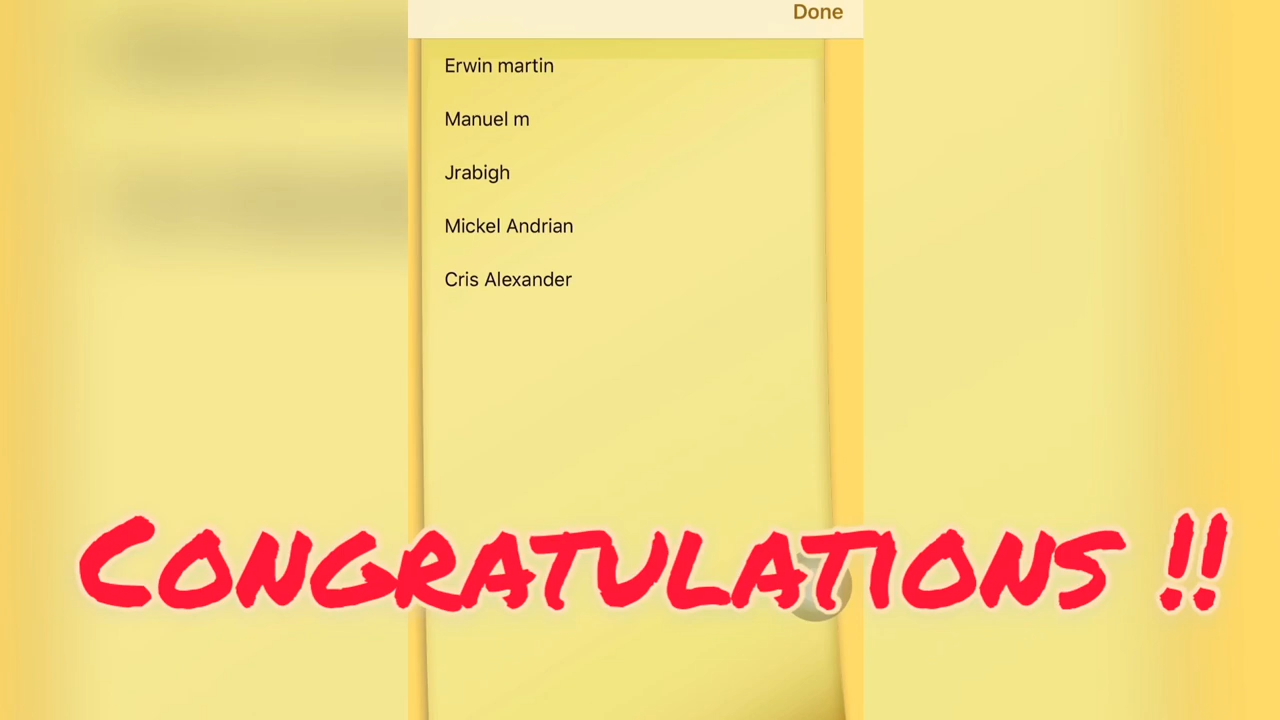 Done
Erwin martin
Manuel m
Jrabigh
Mickel Andrian
Cris Alexander
CONGRATULATIONS !!